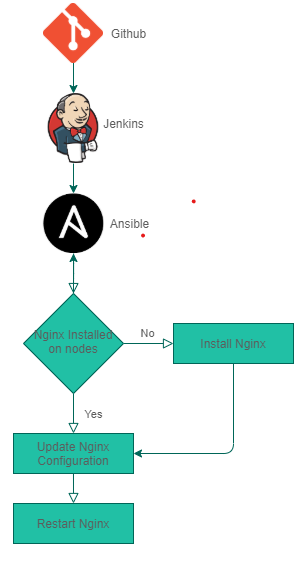 Github
Jenkins
Ansible
Nginx Installed
on nodes
No
Install Nginx
Yes
Update Nginx
Configuration
Restart Nginx